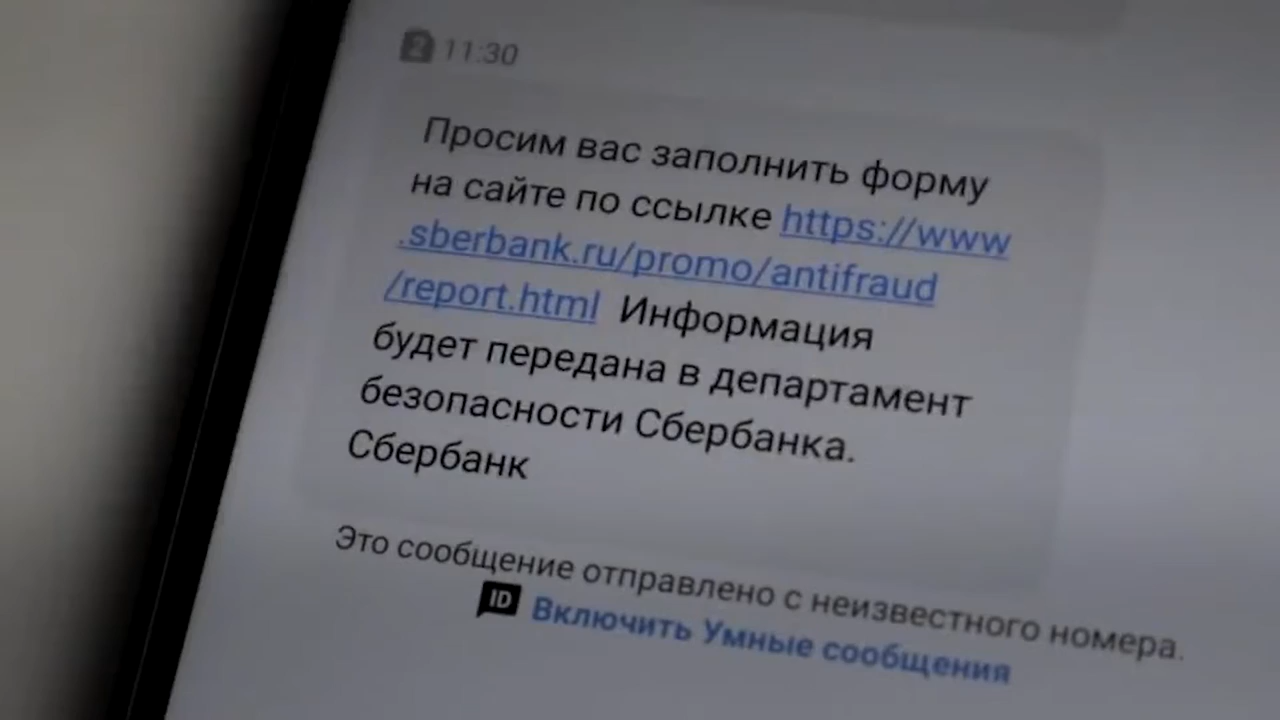 2 11:30
Просим вас заполнить форму
на сайте по ссылке https://www
.sberbank.ru/promo/antifraud
/report.html Информация
будет передана в департамент
безопасности Сбербанка.
Сбербанк
Это сообщение отправлено с неизвестного номера.
ID Включить Умные сообщения